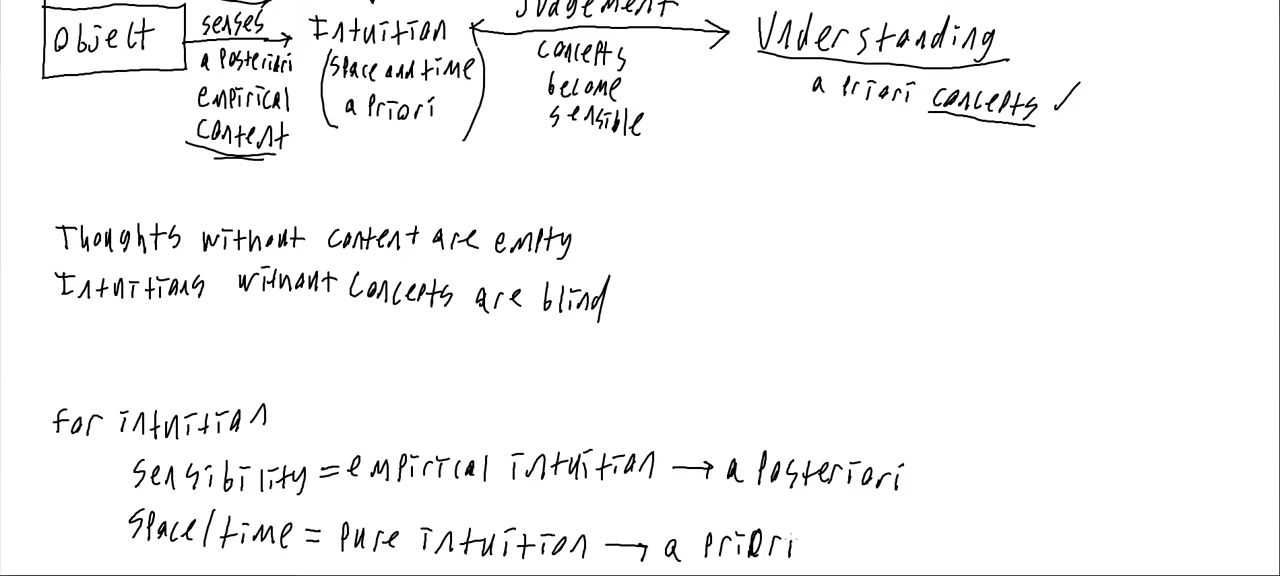 Judgement
Object senses Intuition Understanding
a posteriori (space and time concepts a priori concepts ✓
empirical a priori) become
content sensible
Thoughts without content are empty
Intuitions without concepts are blind
for intuition
sensibility = empirical intuition → a posteriori
space/time = pure intuition → a priori